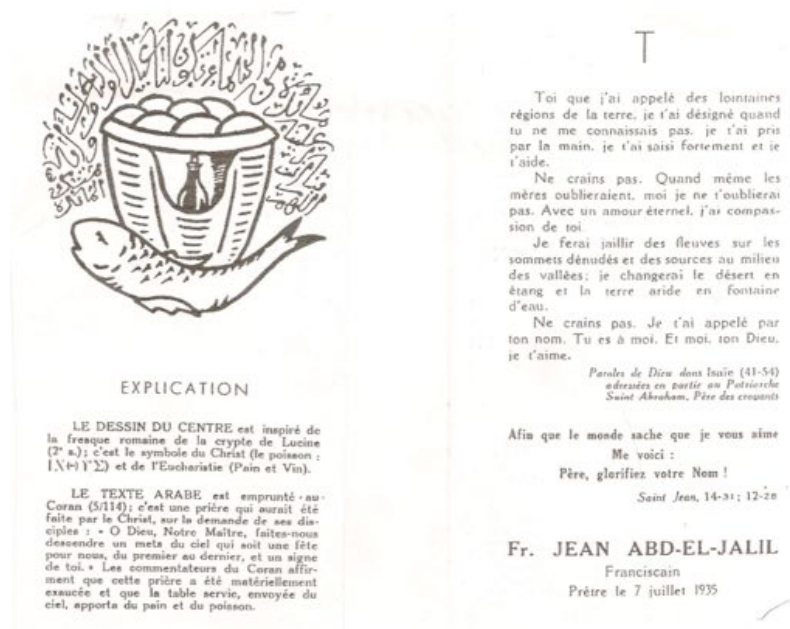 EXPLICATION
LE DESSIN DU CENTRE est inspiré de
la fresque romaine de la crypte de Lucine
(2e s.); c'est le symbole du Christ (le poisson :
ΙΧΘΥΣ) et de l'Eucharistie (Pain et Vin).
LE TEXTE ARABE est emprunté au
Coran (5/114); c'est une prière qui aurait été
faite par le Christ, sur la demande de ses dis-
ciples : « O Dieu, Notre Maître, faites-nous
descendre un mets du ciel qui soit une fête
pour nous, du premier au dernier, et un signe
de toi. » Les commentateurs du Coran affir-
ment que cette prière a été matériellement
exaucée et que la table servie, envoyée du
ciel, apporta du pain et du poisson.
T
Toi que j'ai appelé des lointaines
régions de la terre, je t'ai désigné quand
tu ne me connaissais pas, je t'ai pris
par la main, je t'ai saisi fortement et je
t'aide.
Ne crains pas. Quand même les
mères oublieraient, moi je ne t'oublierai
pas. Avec un amour éternel, j'ai compas-
sion de toi
Je ferai jaillir des fleuves sur les
sommets dénudés et des sources au milieu
des vallées; je changerai le désert en
étang et la terre aride en fontaine
d'eau.
Ne crains pas. Je t'ai appelé par
ton nom. Tu es à moi. Et moi, ton Dieu,
je t'aime.
Paroles de Dieu dans Isaïe (41-54)
adressées en partie au Patriarche
Saint Abraham, Père des croyants
Afin que le monde sache que je vous aime
Me voici :
Père, glorifiez votre Nom !
Saint Jean, 14-31; 12-28
Fr. JEAN ABD-EL-JALIL
Franciscain
Prêtre le 7 juillet 1935